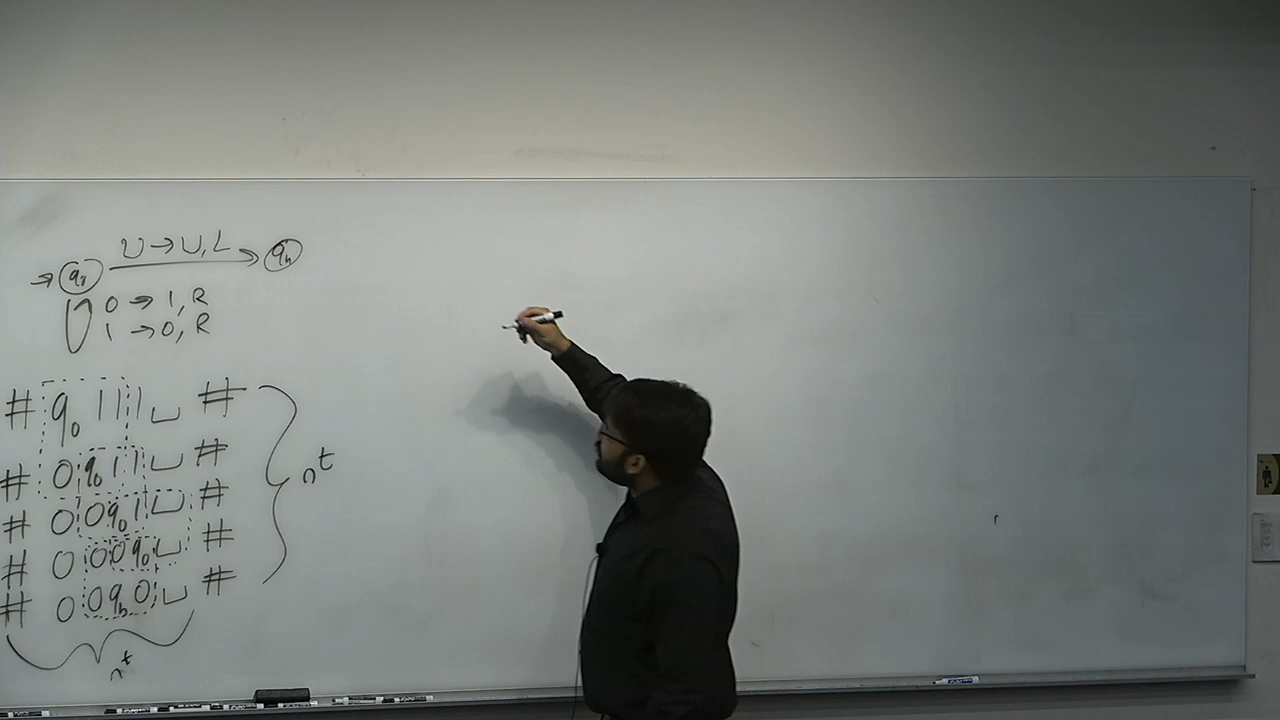 ⊔ → ⊔, L
→ q₀ → qₕ
0 → 1, R
1 → 0, R
# q₀ 1 1 1 ⊔ #
# 0 q₀ 1 1 ⊔ #
# 0 0 q₀ 1 ⊔ #
# 0 0 0 q₀ ⊔ #
# 0 0 qₕ 0 ⊔ #
nᵗ
nᵗ